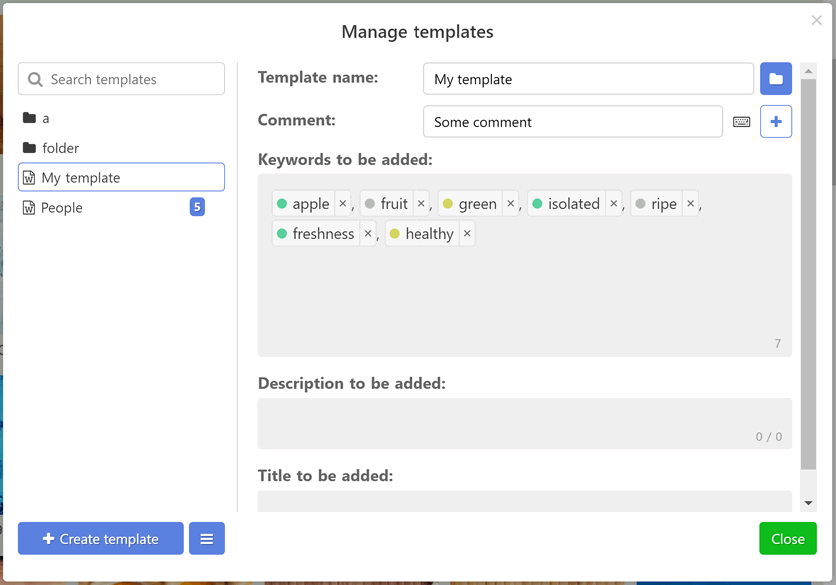 Manage templates
Search templates
a
folder
My template
People 5
Template name: My template
Comment: Some comment
Keywords to be added:
apple ×, fruit ×, green ×, isolated ×, ripe ×,
freshness ×, healthy ×
7
Description to be added:
0 / 0
Title to be added:
Create template
Close